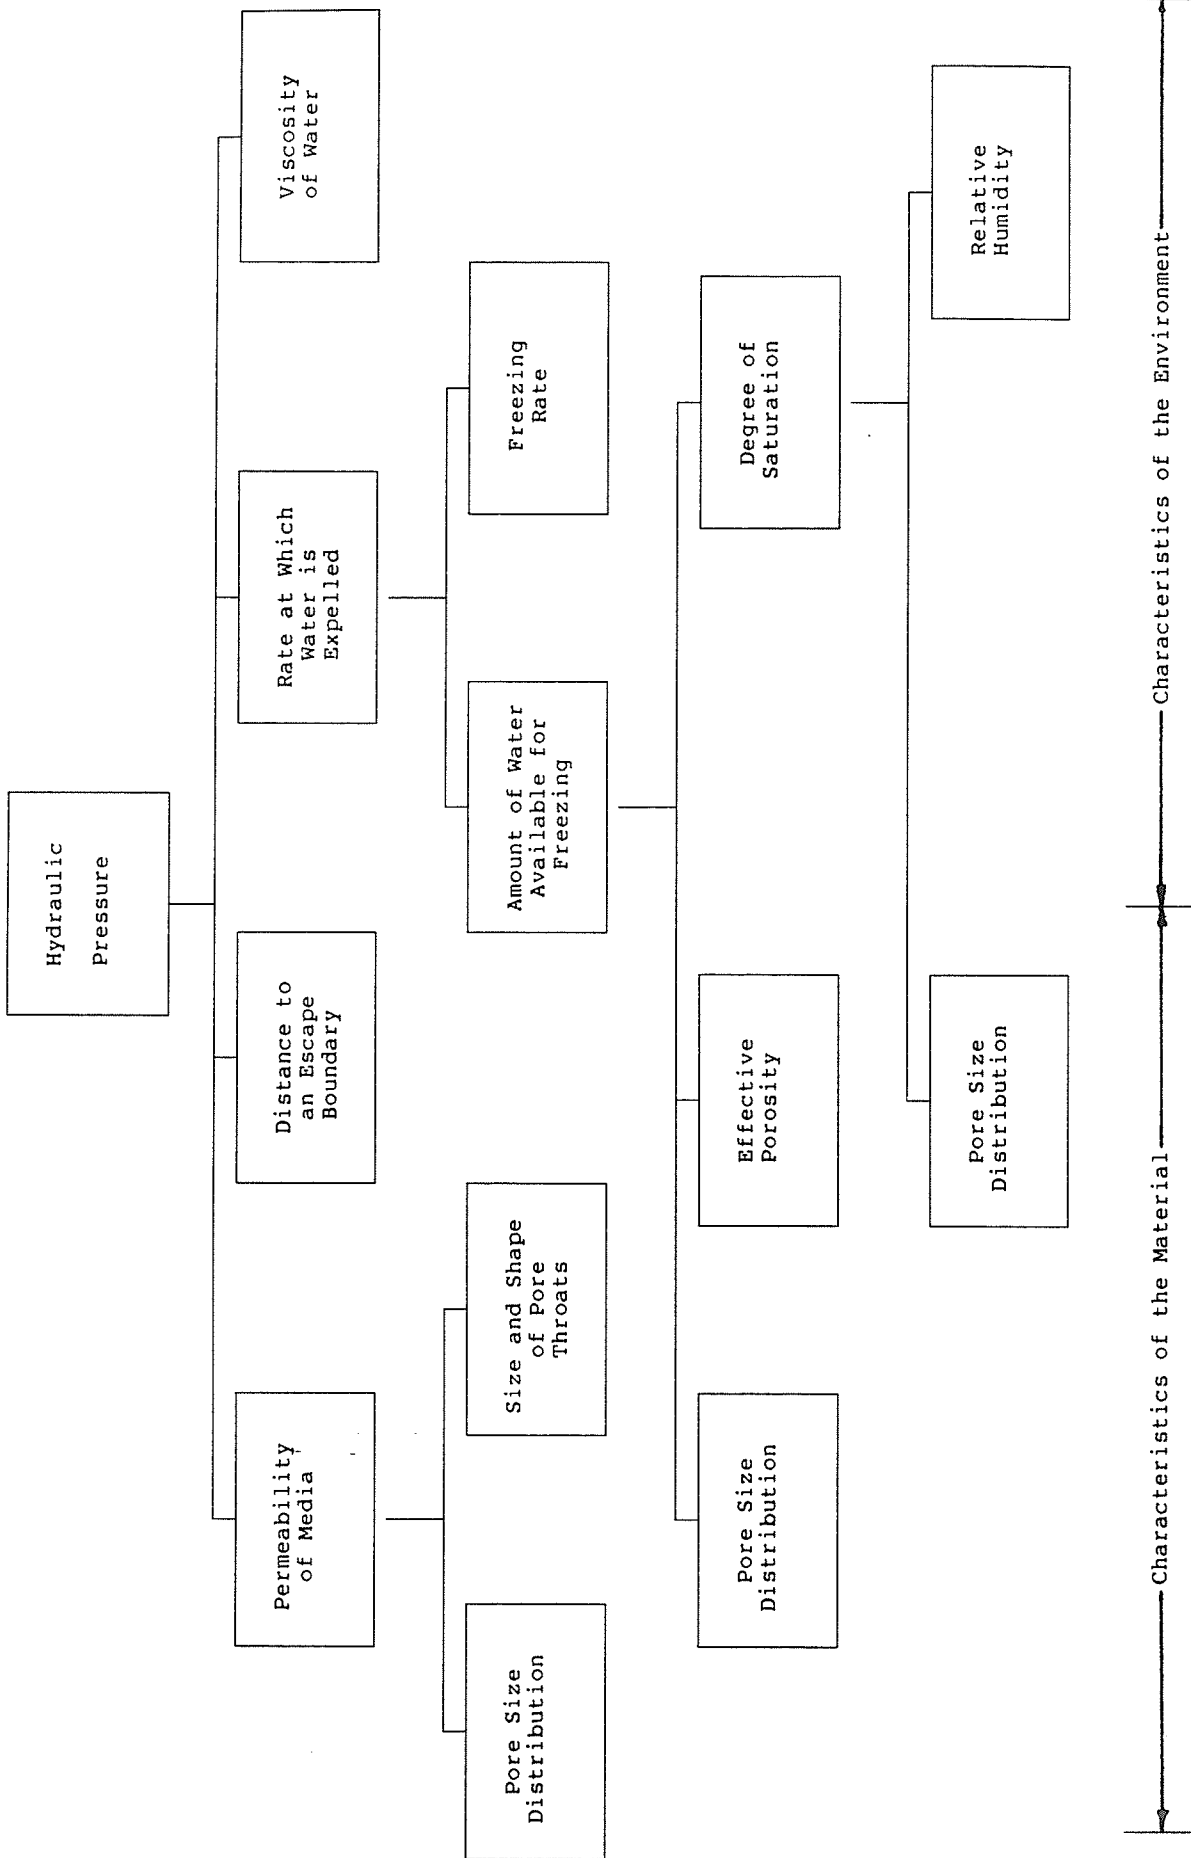 Hydraulic
Pressure
Permeability
of Media
Distance to
an Escape
Boundary
Rate at Which
Water is
Expelled
Viscosity
of Water
Pore Size
Distribution
Size and Shape
of Pore
Throats
Amount of Water
Available for
Freezing
Freezing
Rate
Pore Size
Distribution
Effective
Porosity
Degree of
Saturation
Pore Size
Distribution
Relative
Humidity
Characteristics of the Material
Characteristics of the Environment